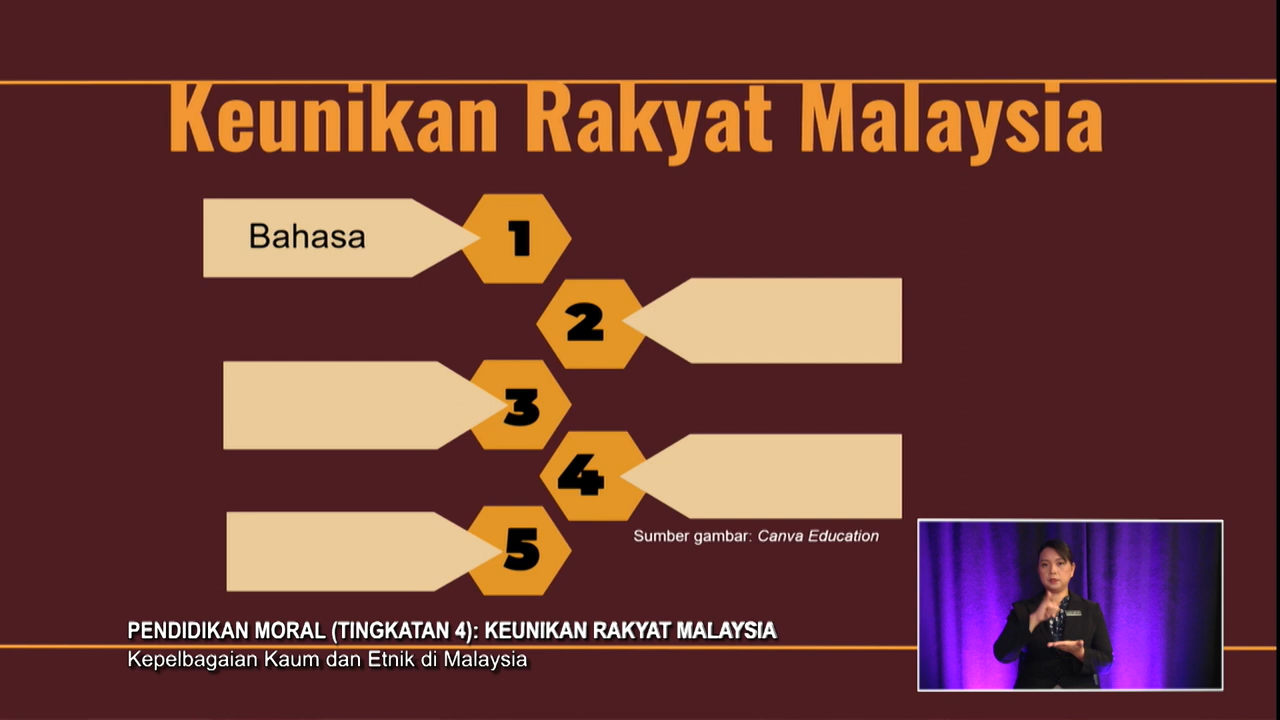 Keunikan Rakyat Malaysia
Bahasa
1
2
3
4
5
Sumber gambar: Canva Education
PENDIDIKAN MORAL (TINGKATAN 4): KEUNIKAN RAKYAT MALAYSIA
Kepelbagaian Kaum dan Etnik di Malaysia